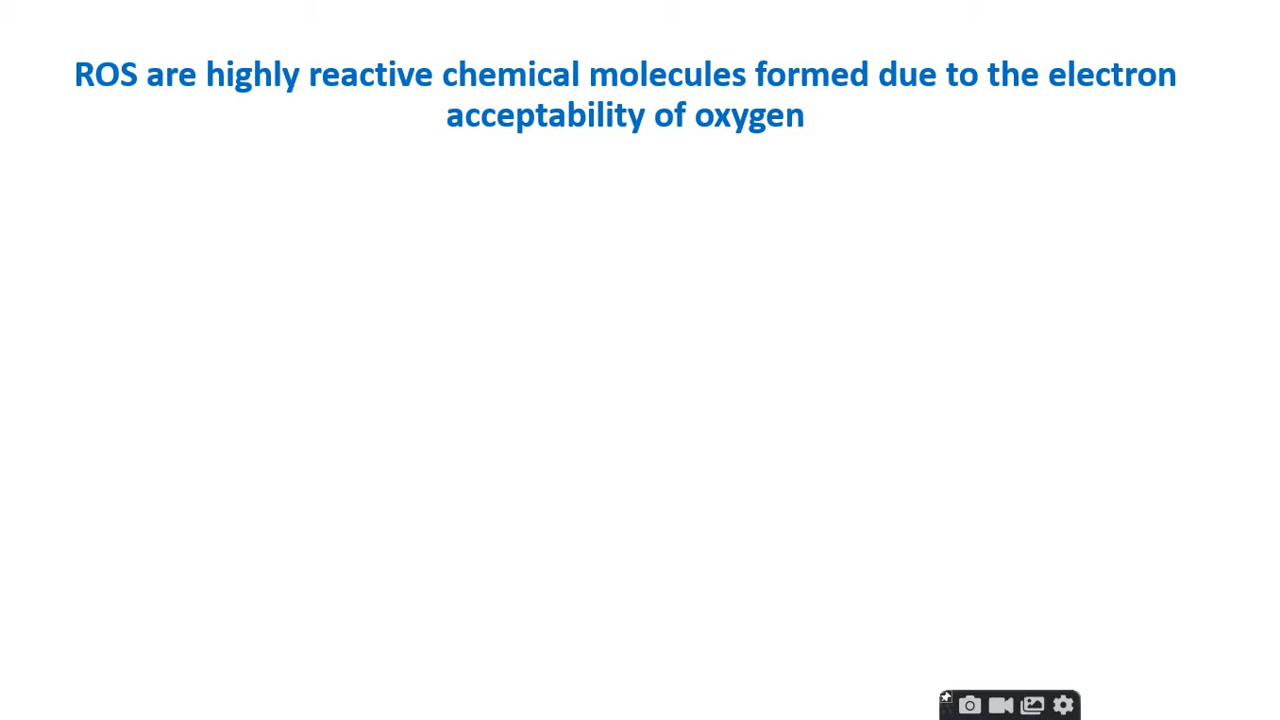 ROS are highly reactive chemical molecules formed due to the electron
acceptability of oxygen